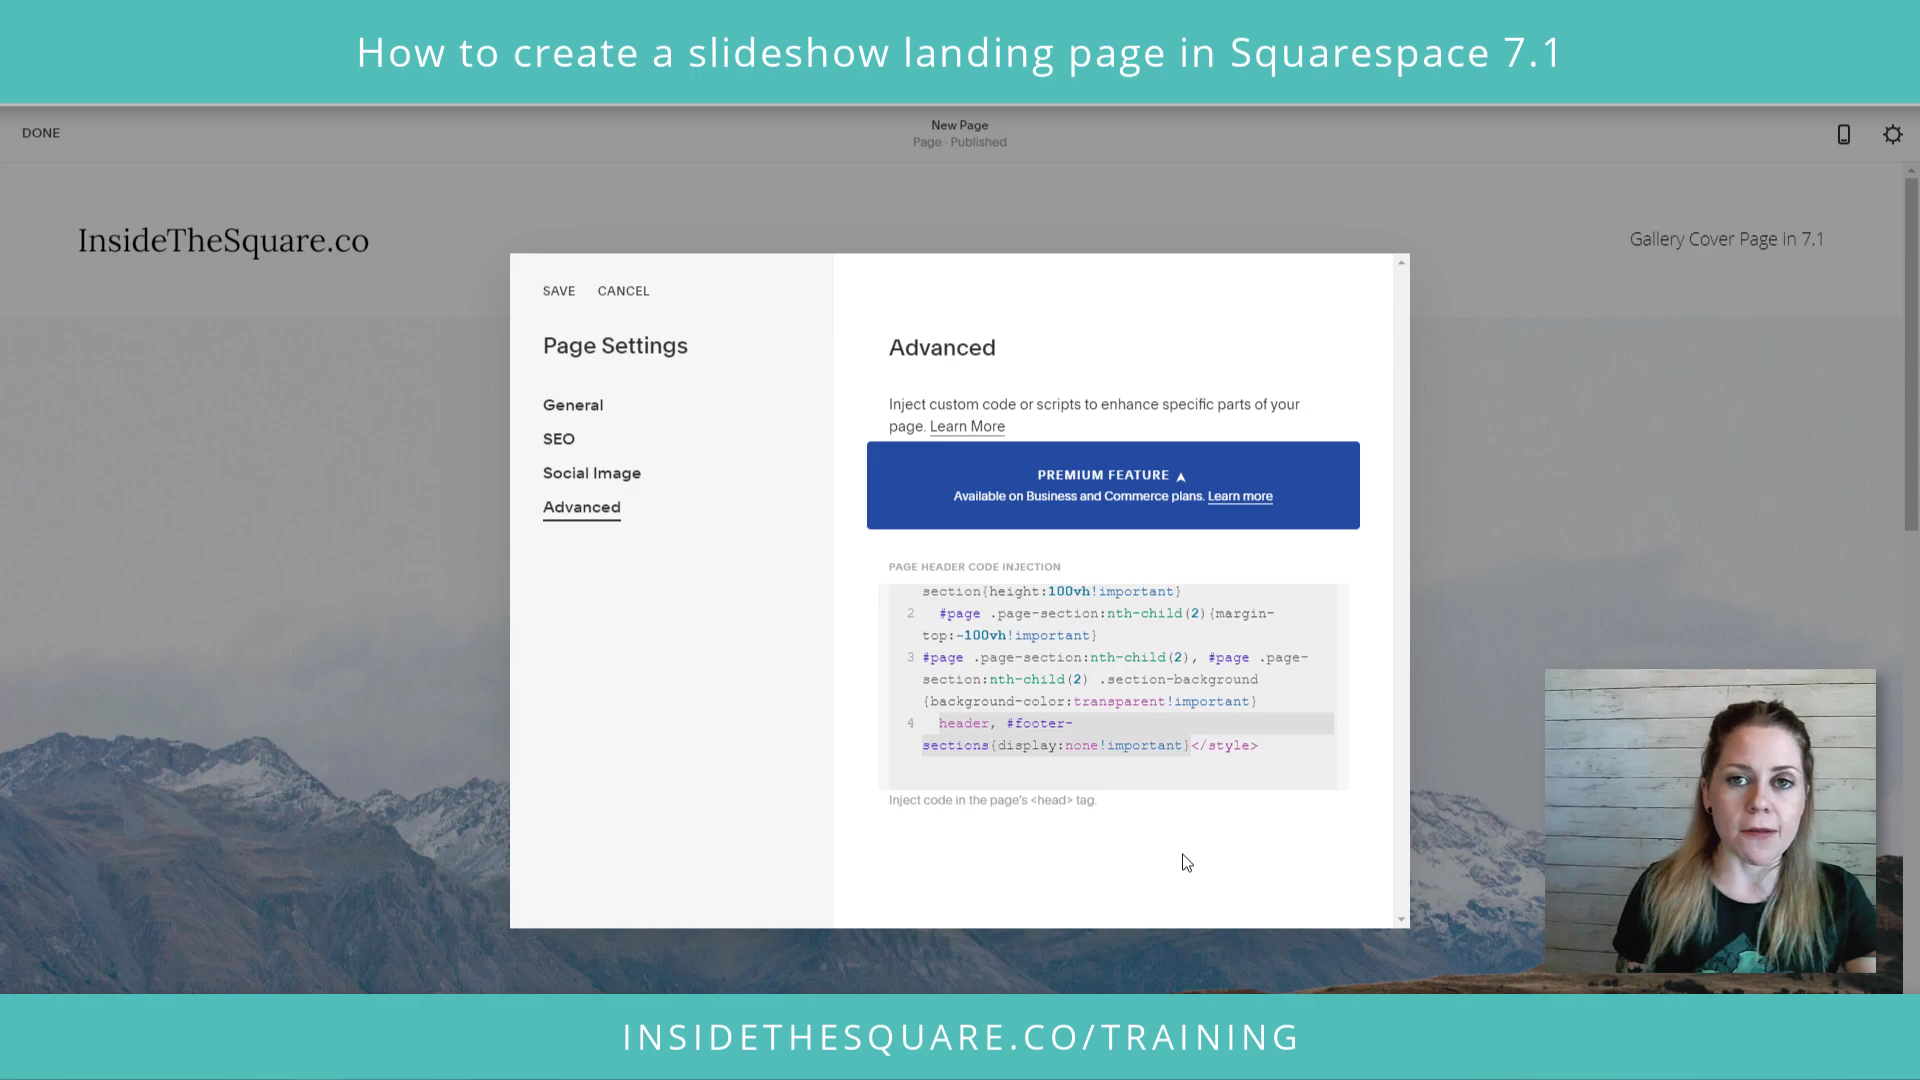 How to create a slideshow landing page in Squarespace 7.1
DONE
New Page
Page · Published
InsideTheSquare.co
Gallery Cover Page in 7.1
SAVE CANCEL
Page Settings
General
SEO
Social Image
Advanced
Advanced
Inject custom code or scripts to enhance specific parts of your
page. Learn More
PREMIUM FEATURE
Available on Business and Commerce plans. Learn more
PAGE HEADER CODE INJECTION
section{height:100vh!important}
2 #page .page-section:nth-child(2){margin-
top:-100vh!important}
3 #page .page-section:nth-child(2), #page .page-
section:nth-child(2) .section-background
{background-color:transparent!important}
4 header, #footer-
sections{display:none!important}</style>
Inject code in the page's <head> tag.
INSIDETHESQUARE.CO/TRAINING